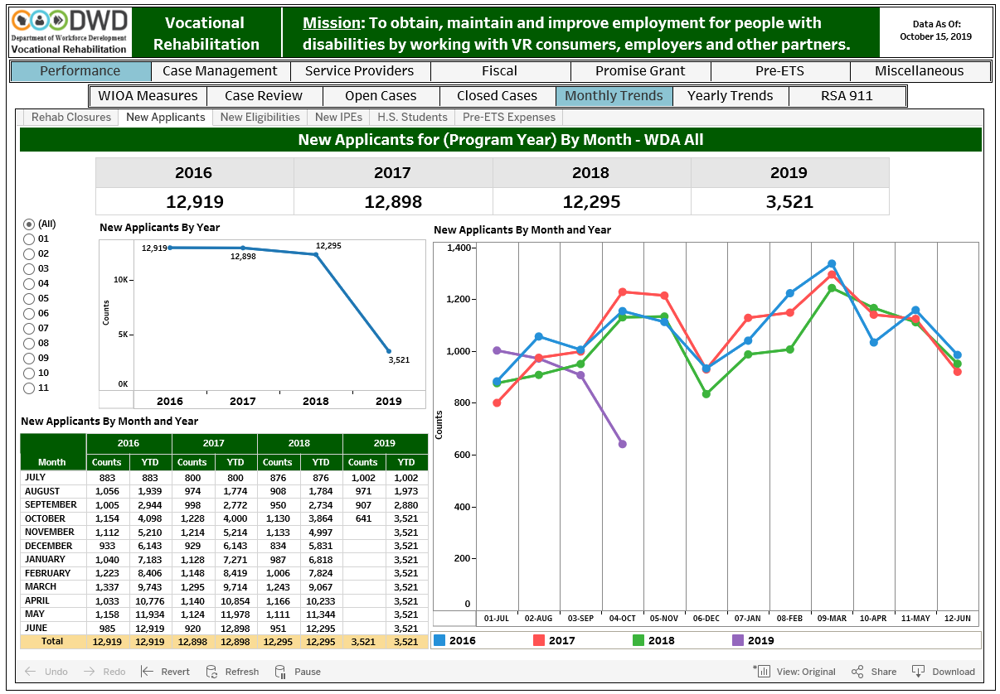 DWD
Department of Workforce Development
Vocational Rehabilitation
Vocational
Rehabilitation
Mission: To obtain, maintain and improve employment for people with
disabilities by working with VR consumers, employers and other partners.
Data As Of:
October 15, 2019
Performance Case Management Service Providers Fiscal Promise Grant Pre-ETS Miscellaneous
WIOA Measures Case Review Open Cases Closed Cases Monthly Trends Yearly Trends RSA 911
Rehab Closures New Applicants New Eligibilities New IPEs H.S. Students Pre-ETS Expenses
New Applicants for (Program Year) By Month - WDA All
2016 2017 2018 2019
12,919 12,898 12,295 3,521
(All)
01
02
03
04
05
06
07
08
09
10
11
New Applicants By Year
12,919
12,898
12,295
3,521
10K
5K
0K
Counts
2016 2017 2018 2019
New Applicants By Month and Year
1,400
1,200
1,000
800
600
400
200
0
Counts
01-JUL 02-AUG 03-SEP 04-OCT 05-NOV 06-DEC 07-JAN 08-FEB 09-MAR 10-APR 11-MAY 12-JUN
2016 2017 2018 2019
New Applicants By Month and Year
2016 2017 2018 2019
Month Counts YTD Counts YTD Counts YTD Counts YTD
JULY 883 883 800 800 876 876 1,002 1,002
AUGUST 1,056 1,939 974 1,774 908 1,784 971 1,973
SEPTEMBER 1,005 2,944 998 2,772 950 2,734 907 2,880
OCTOBER 1,154 4,098 1,228 4,000 1,130 3,864 641 3,521
NOVEMBER 1,112 5,210 1,214 5,214 1,133 4,997 3,521
DECEMBER 933 6,143 929 6,143 834 5,831 3,521
JANUARY 1,040 7,183 1,128 7,271 987 6,818 3,521
FEBRUARY 1,223 8,406 1,148 8,419 1,006 7,824 3,521
MARCH 1,337 9,743 1,295 9,714 1,243 9,067 3,521
APRIL 1,033 10,776 1,140 10,854 1,166 10,233 3,521
MAY 1,158 11,934 1,124 11,978 1,111 11,344 3,521
JUNE 985 12,919 920 12,898 951 12,295 3,521
Total 12,919 12,919 12,898 12,898 12,295 12,295 3,521 3,521
Undo Redo Revert Refresh Pause View: Original Share Download